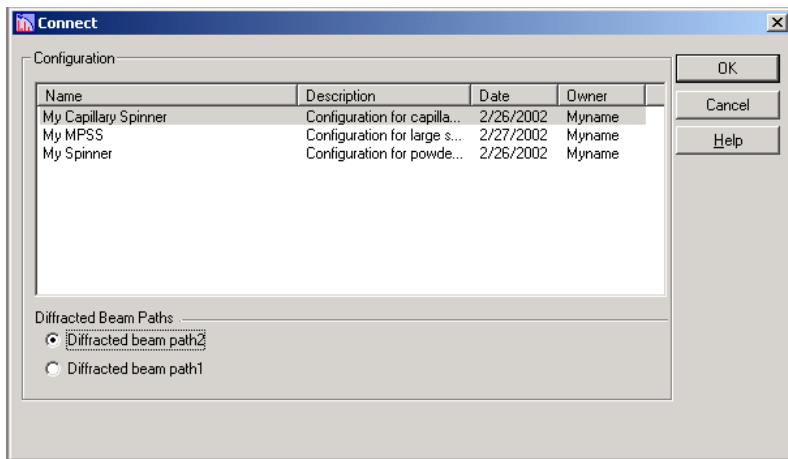 Connect
Configuration
OK
Cancel
Help
Name Description Date Owner
My Capillary Spinner Configuration for capilla... 2/26/2002 Myname
My MPSS Configuration for large s... 2/27/2002 Myname
My Spinner Configuration for powde... 2/26/2002 Myname
Diffracted Beam Paths
Diffracted beam path2
Diffracted beam path1